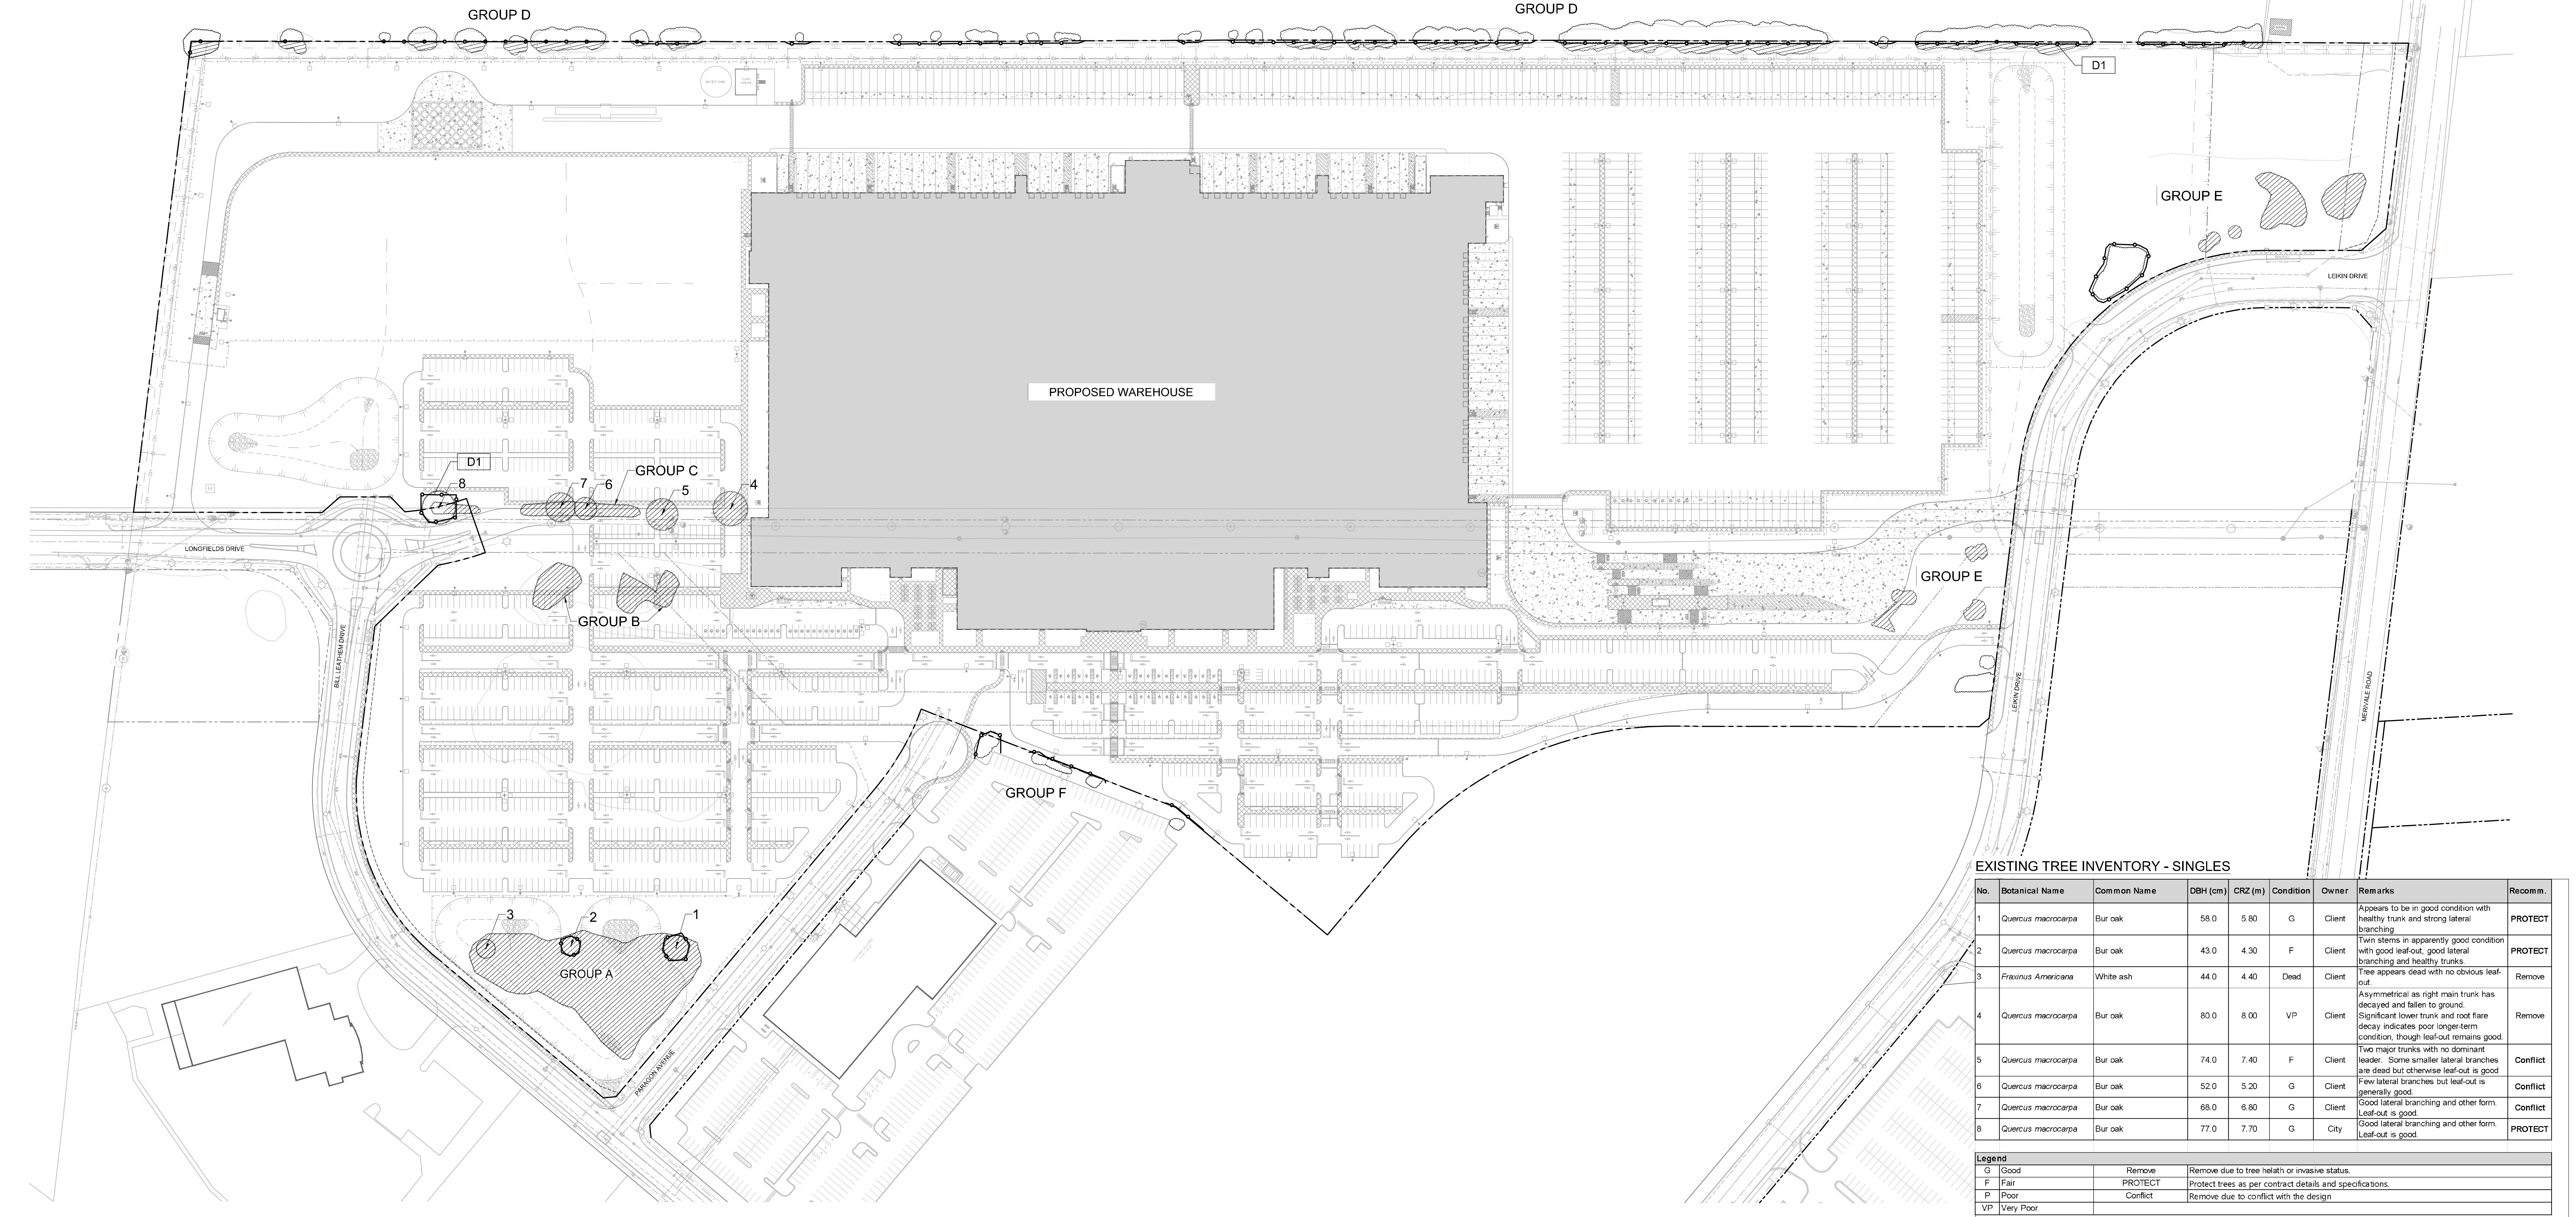 GROUP D
GROUP D
D1
GROUP E
LEIKIN DRIVE
PROPOSED WAREHOUSE
D1
GROUP C
8
7
6
5
4
LONGFIELDS DRIVE
GROUP E
GROUP B
BILL LEATHEM DRIVE
LEIKIN DRIVE
MERIVALE ROAD
GROUP F
3
2
1
GROUP A
PARAGON AVENUE
EXISTING TREE INVENTORY - SINGLES
No. Botanical Name Common Name DBH (cm) CRZ (m) Condition Owner Remarks Recomm.
1 Quercus macrocarpa Bur oak 58.0 5.80 G Client Appears to be in good condition with
healthy trunk and strong lateral
branching PROTECT
2 Quercus macrocarpa Bur oak 43.0 4.30 F Client Twin stems in apparently good condition
with good leaf-out, good lateral
branching and healthy trunks. PROTECT
3 Fraxinus Americana White ash 44.0 4.40 Dead Client Tree appears dead with no obvious leaf-
out. Remove
4 Quercus macrocarpa Bur oak 80.0 8.00 VP Client Asymmetrical as right main trunk has
decayed and fallen to ground.
Significant lower trunk and root flare
decay indicates poor longer-term
condition, though leaf-out remains good. Remove
5 Quercus macrocarpa Bur oak 74.0 7.40 F Client Two major trunks with no dominant
leader. Some smaller lateral branches
are dead but otherwise leaf-out is good Conflict
6 Quercus macrocarpa Bur oak 52.0 5.20 G Client Few lateral branches but leaf-out is
generally good. Conflict
7 Quercus macrocarpa Bur oak 68.0 6.80 G Client Good lateral branching and other form.
Leaf-out is good. Conflict
8 Quercus macrocarpa Bur oak 77.0 7.70 G City Good lateral branching and other form.
Leaf-out is good. PROTECT
Legend
G Good Remove Remove due to tree helath or invasive status.
F Fair PROTECT Protect trees as per contract details and specifications.
P Poor Conflict Remove due to conflict with the design
VP Very Poor